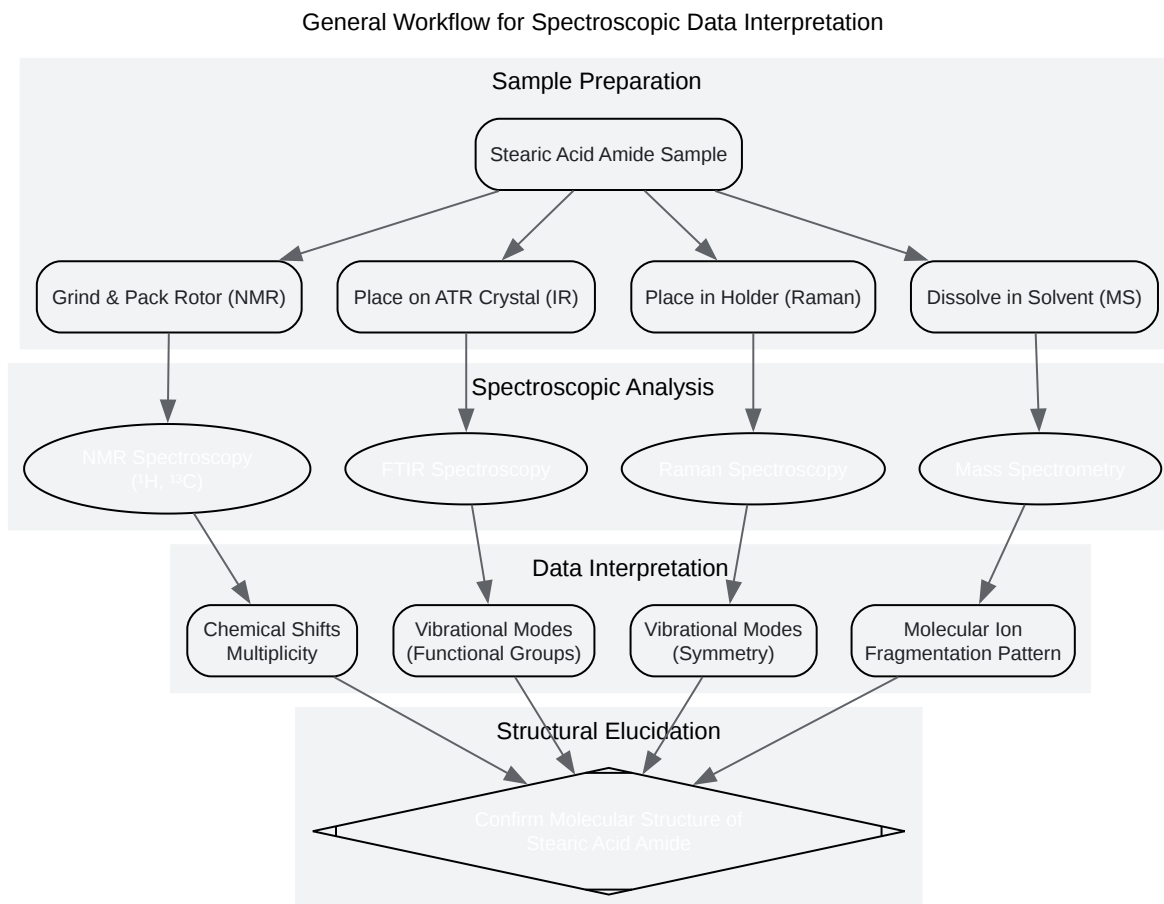 General Workflow for Spectroscopic Data Interpretation
Sample Preparation
Stearic Acid Amide Sample
Grind & Pack Rotor (NMR)
Place on ATR Crystal (IR)
Place in Holder (Raman)
Dissolve in Solvent (MS)
Spectroscopic Analysis
NMR Spectroscopy
(¹H, ¹³C)
FTIR Spectroscopy
Raman Spectroscopy
Mass Spectrometry
Data Interpretation
Chemical Shifts
Multiplicity
Vibrational Modes
(Functional Groups)
Vibrational Modes
(Symmetry)
Molecular Ion
Fragmentation Pattern
Structural Elucidation
Confirm Molecular Structure of
Stearic Acid Amide